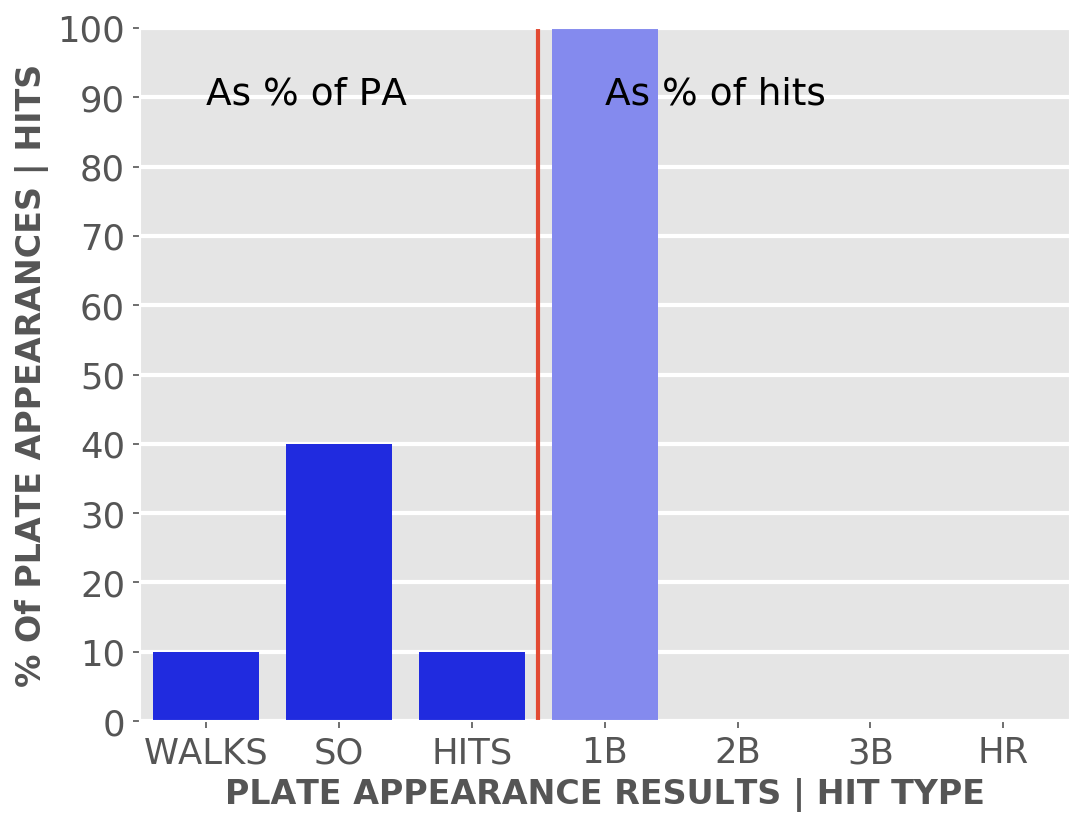 % Of PLATE APPEARANCES | HITS
100
90
80
70
60
50
40
30
20
10
0
As % of PA
As % of hits
WALKS SO HITS 1B 2B 3B HR
PLATE APPEARANCE RESULTS | HIT TYPE